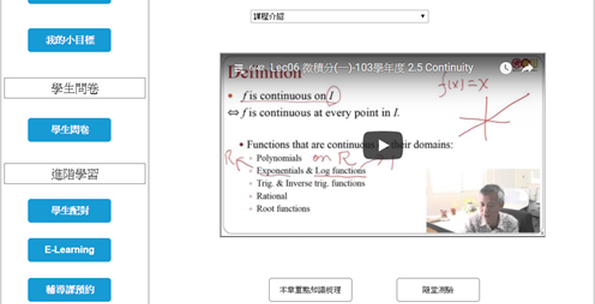 課程介紹
我的小目標
學生問卷
學生問卷
進階學習
學生配對
E-Learning
輔導課預約
Lec06 微積分(一)-103學年度 2.5 Continuity
Definition
f(x)=x
• f is continuous on I
⇔ f is continuous at every point in I.
• Functions that are continuous their domains:
Polynomials
on R
R
Exponentials & Log functions
Trig. & Inverse trig. functions
Rational
Root functions
本章重點知識梳理
隨堂測驗